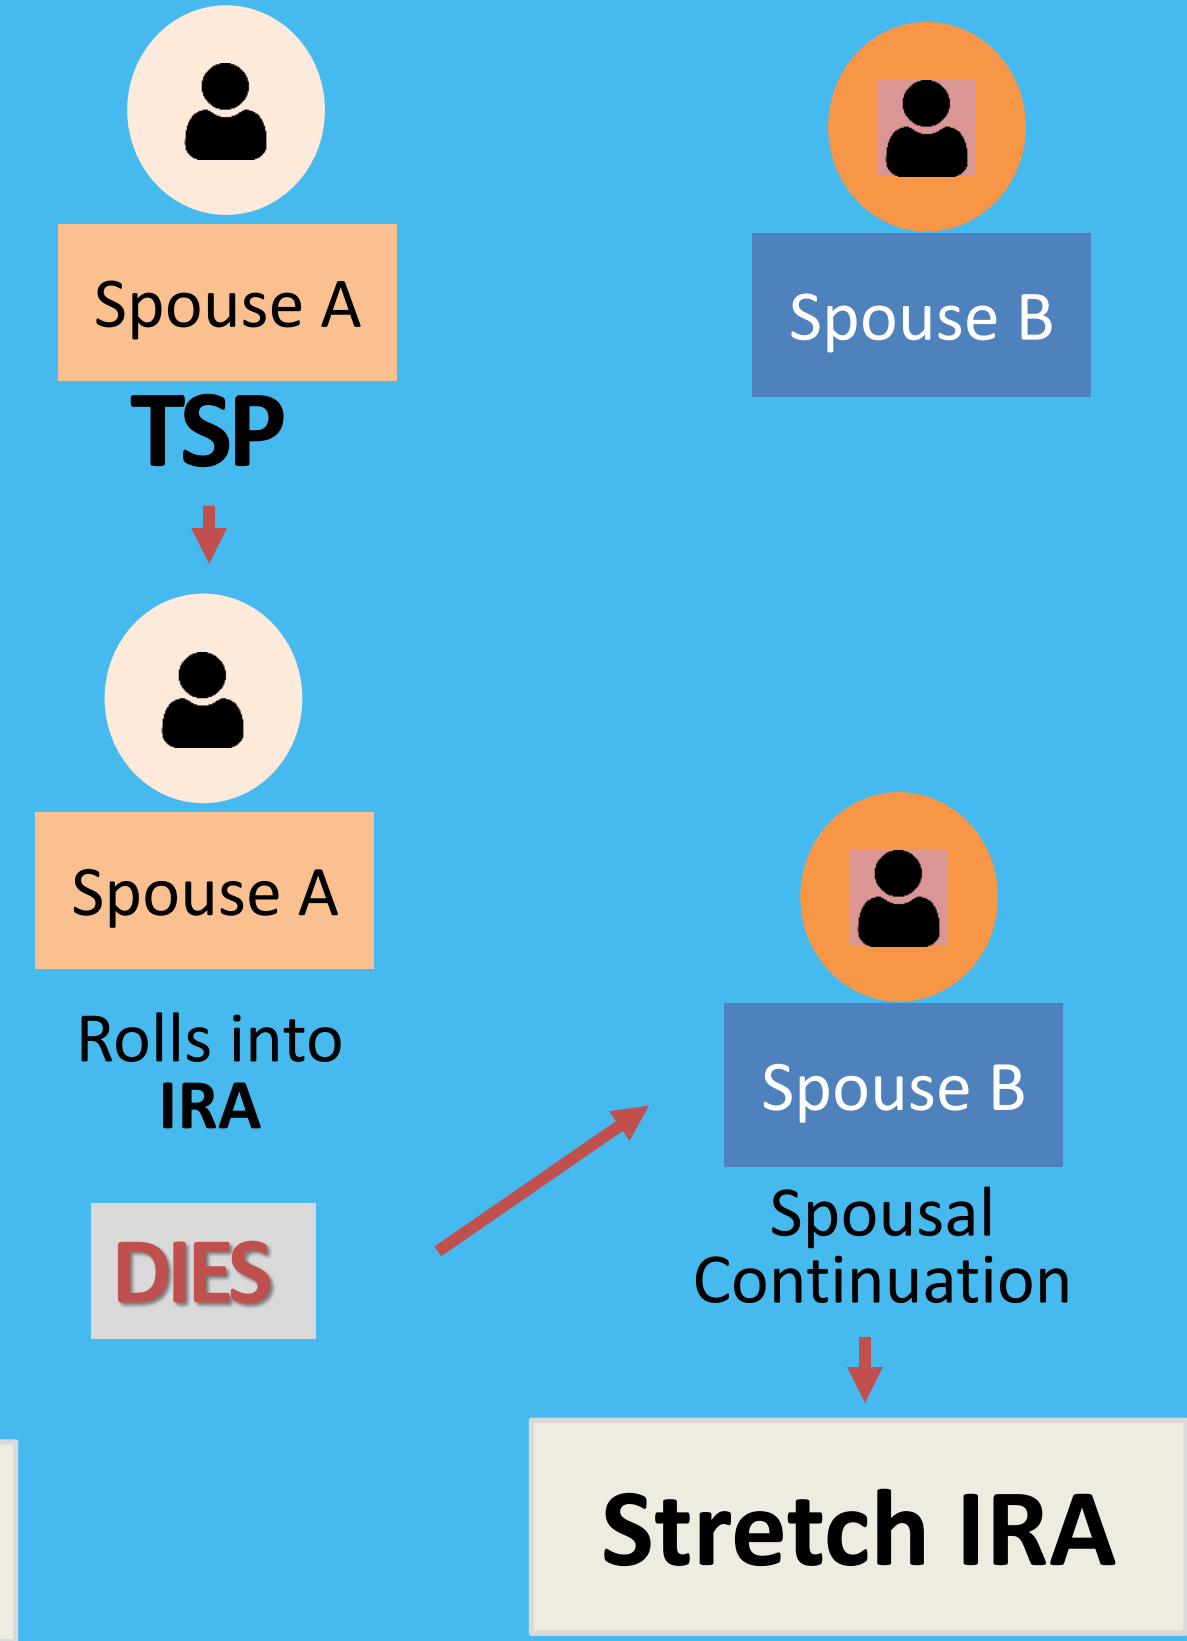 Spouse A
Spouse B
TSP
Spouse A
Rolls into
IRA
DIES
Spouse B
Spousal
Continuation
Stretch IRA